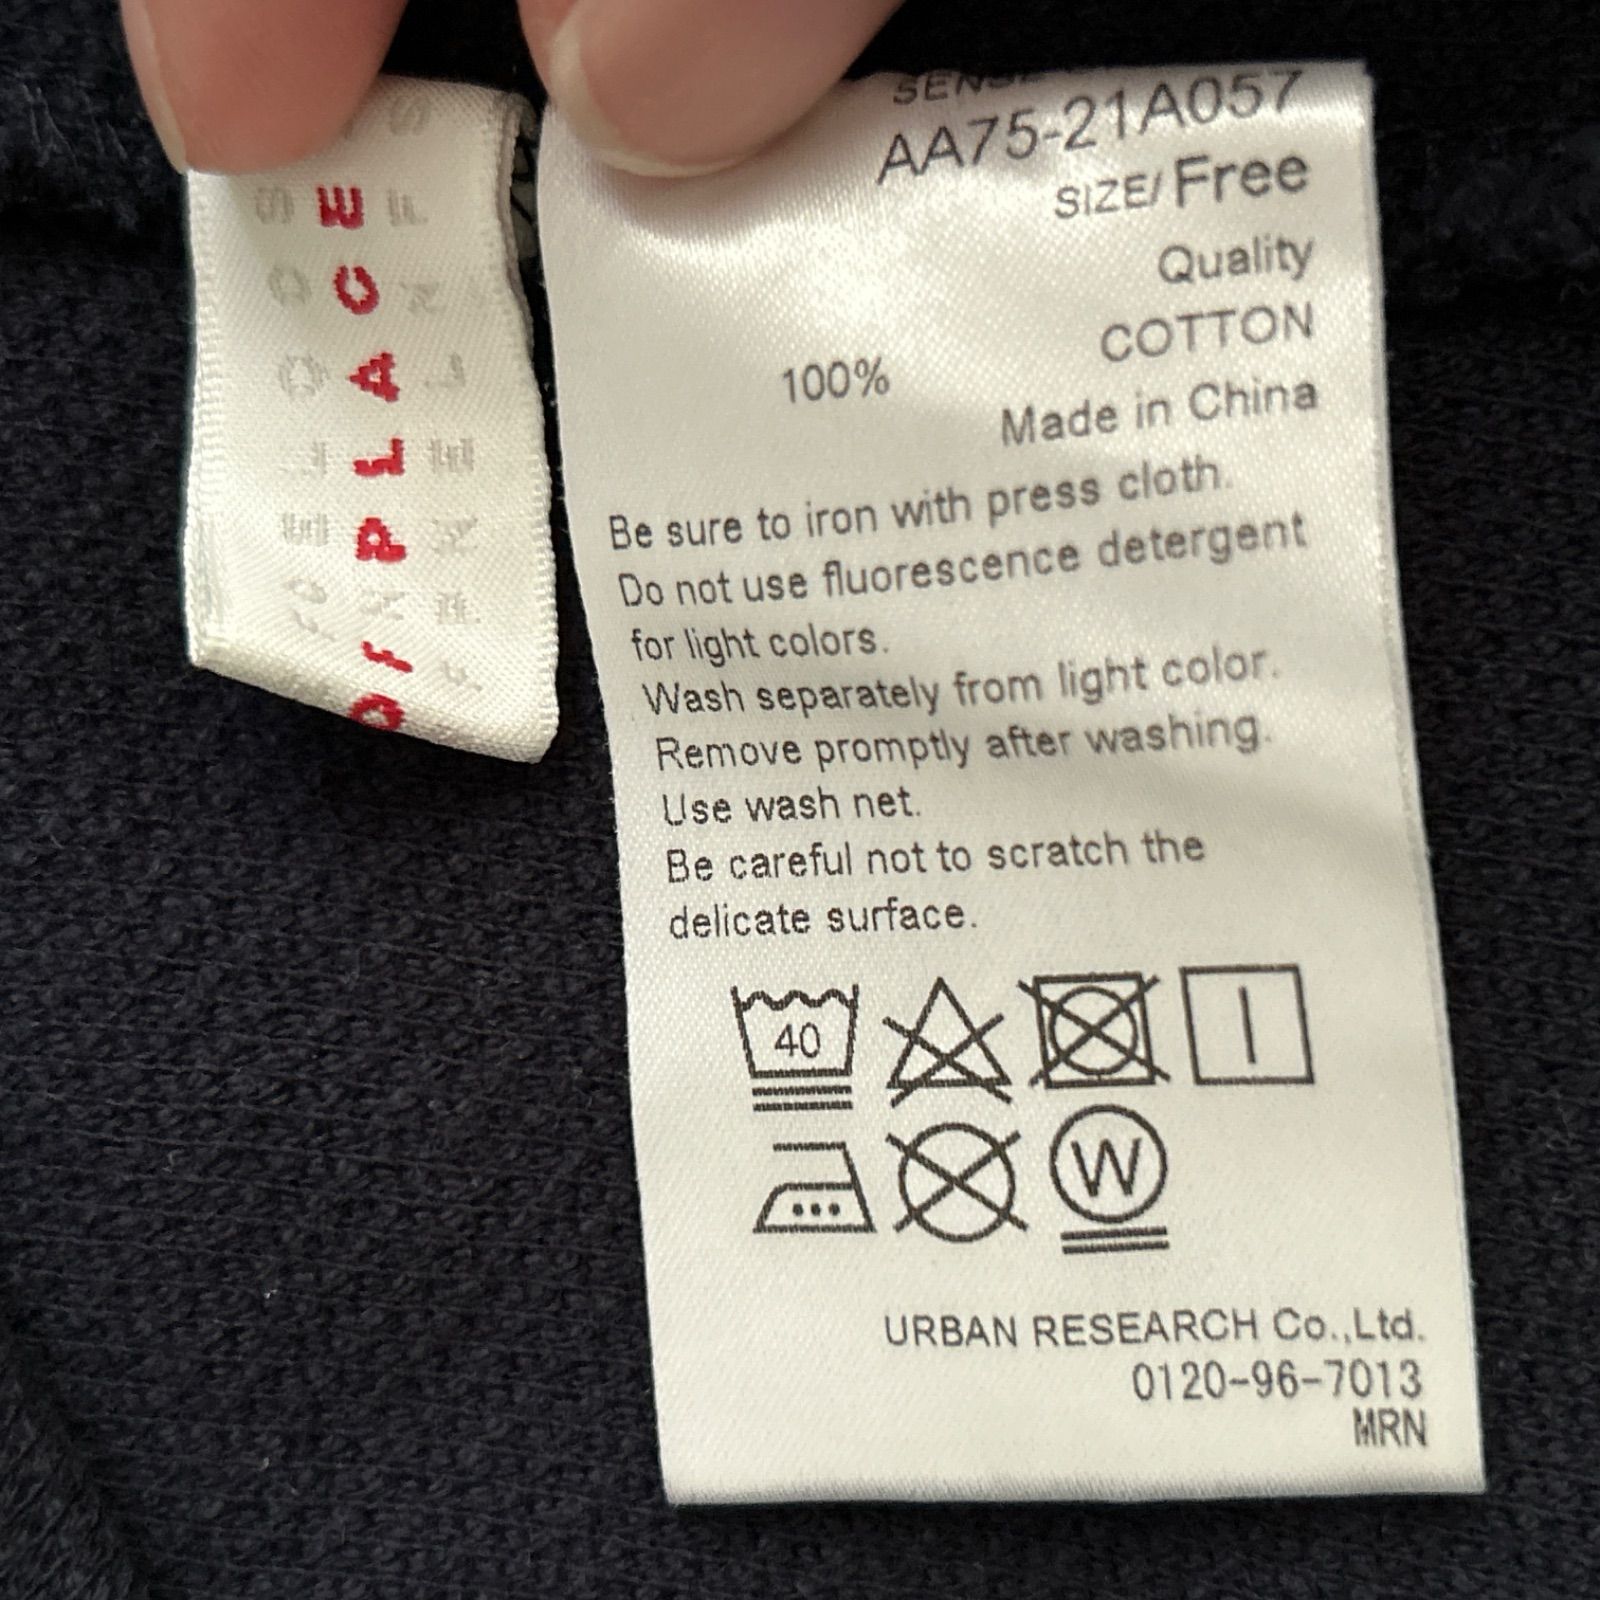 OF PLACE
AA75-21A057
SIZE/ Free
Quality
COTTON
100%
Made in China
Be sure to iron with press cloth.
Do not use fluorescence detergent
for light colors.
Wash separately from light color.
Remove promptly after washing.
Use wash net.
Be careful not to scratch the
delicate surface.
40
W
URBAN RESEARCH Co.,Ltd.
0120-96-7013
MRN